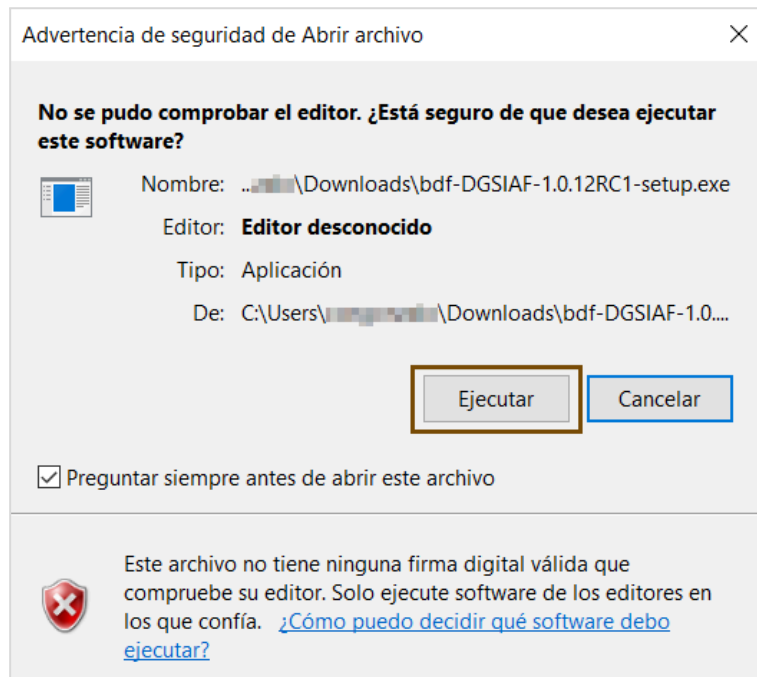 Advertencia de seguridad de Abrir archivo
No se pudo comprobar el editor. ¿Está seguro de que desea ejecutar
este software?
Nombre: ..\Downloads\bdf-DGSIAF-1.0.12RC1-setup.exe
Editor: Editor desconocido
Tipo: Aplicación
De: C:\Users\ \Downloads\bdf-DGSIAF-1.0....
Ejecutar Cancelar
Preguntar siempre antes de abrir este archivo
Este archivo no tiene ninguna firma digital válida que
compruebe su editor. Solo ejecute software de los editores en
los que confía. ¿Cómo puedo decidir qué software debo
ejecutar?